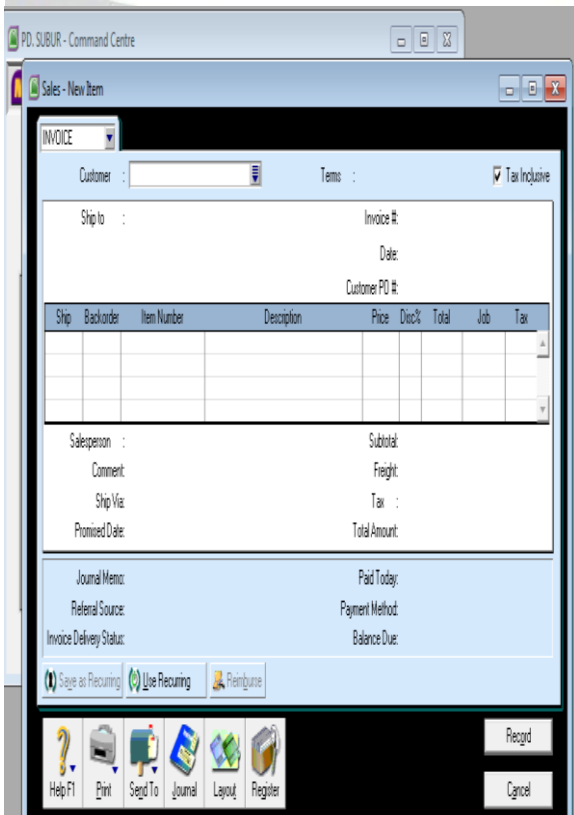 PD. SUBUR - Command Centre
Sales - New Item
INVOICE
Customer : Terms : Tax Inclusive
Ship to : Invoice #:
Date:
Customer PO #:
Ship Backorder Item Number Description Price Disc% Total Job Tax
Salesperson : Subtotal:
Comment: Freight:
Ship Via: Tax :
Promised Date: Total Amount:
Journal Memo: Paid Today:
Referral Source: Payment Method:
Invoice Delivery Status: Balance Due:
Save as Recurring Use Recurring Reimburse
Help F1 Print Send To Journal Layout Register
Record
Cancel